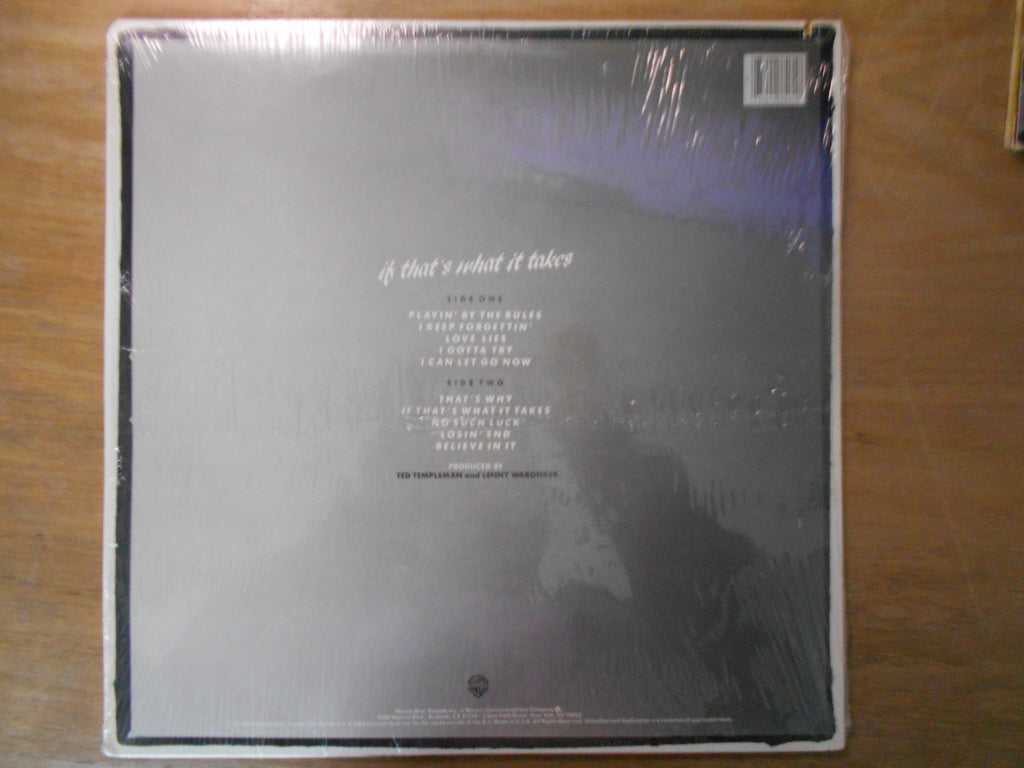 if that's what it takes
SIDE ONE
PLAYIN' BY THE RULES
I KEEP FORGETTIN'
LOVE LIES
I GOTTA TRY
I CAN LET GO NOW
SIDE TWO
THAT'S WHY
IF THAT'S WHAT IT TAKES
NO SUCH LUCK
LOSIN' END
BELIEVE IN IT
PRODUCED BY
TED TEMPLEMAN and LENNY WARONKER